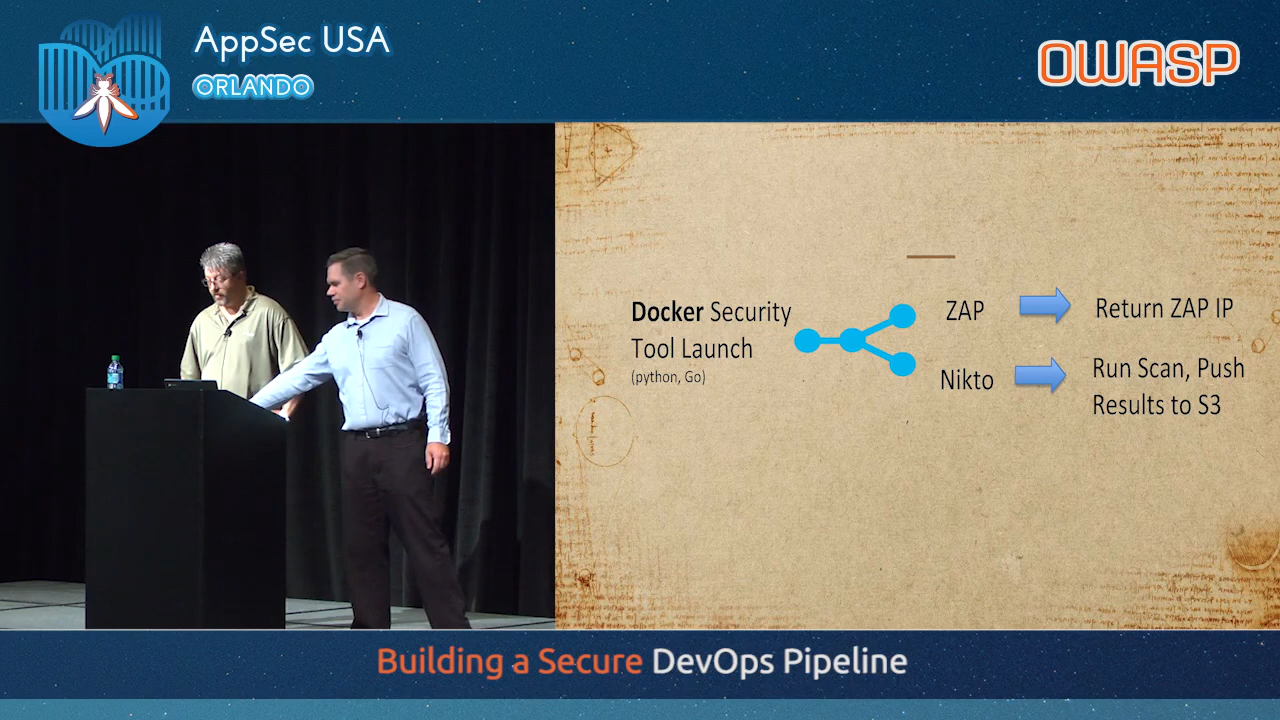 AppSec USA
ORLANDO
OWASP
Docker Security
Tool Launch
(python, Go)
ZAP
Return ZAP IP
Nikto
Run Scan, Push
Results to S3
Building a Secure DevOps Pipeline